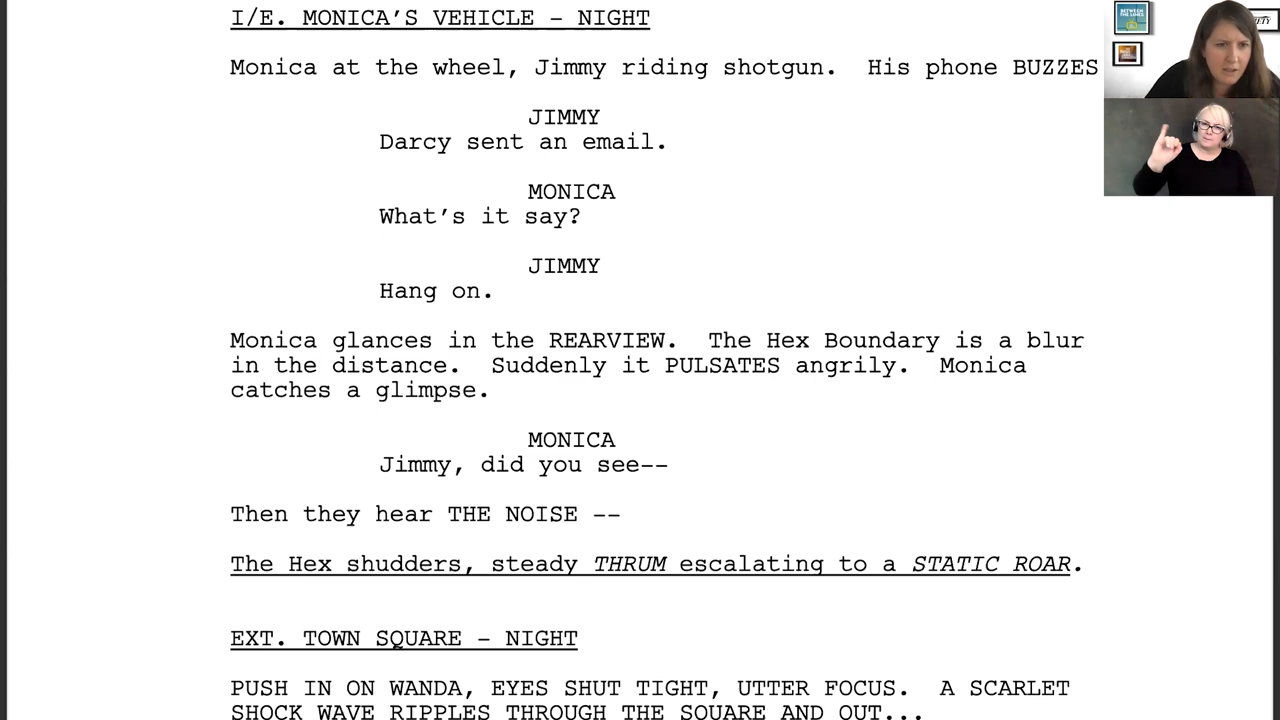 I/E. MONICA'S VEHICLE – NIGHT
Monica at the wheel, Jimmy riding shotgun. His phone BUZZES
JIMMY
Darcy sent an email.
MONICA
What's it say?
JIMMY
Hang on.
Monica glances in the REARVIEW. The Hex Boundary is a blur
in the distance. Suddenly it PULSATES angrily. Monica
catches a glimpse.
MONICA
Jimmy, did you see--
Then they hear THE NOISE --
The Hex shudders, steady THRUM escalating to a STATIC ROAR.
EXT. TOWN SQUARE – NIGHT
PUSH IN ON WANDA, EYES SHUT TIGHT, UTTER FOCUS. A SCARLET
SHOCK WAVE RIPPLES THROUGH THE SQUARE AND OUT...
BETWEEN
THE LINES